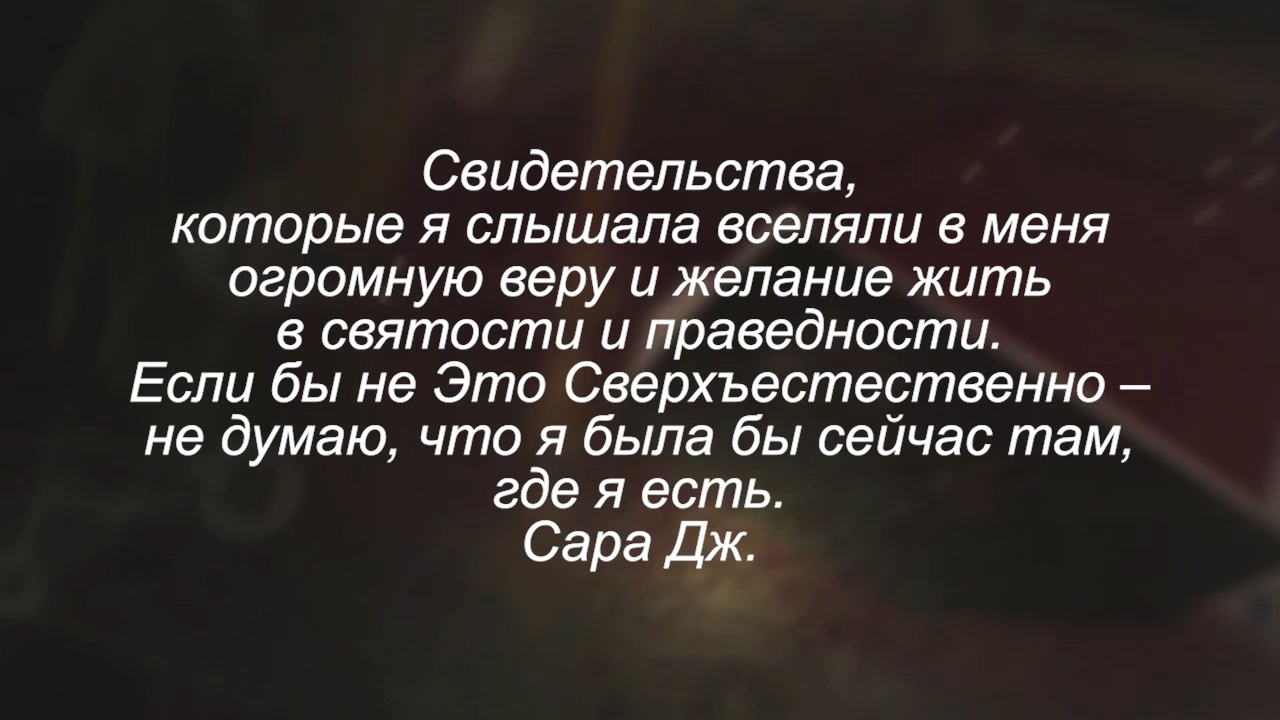 Свидетельства,
которые я слышала вселяли в меня
огромную веру и желание жить
в святости и праведности.
Если бы не Это Сверхъестественно –
не думаю, что я была бы сейчас там,
где я есть.
Сара Дж.